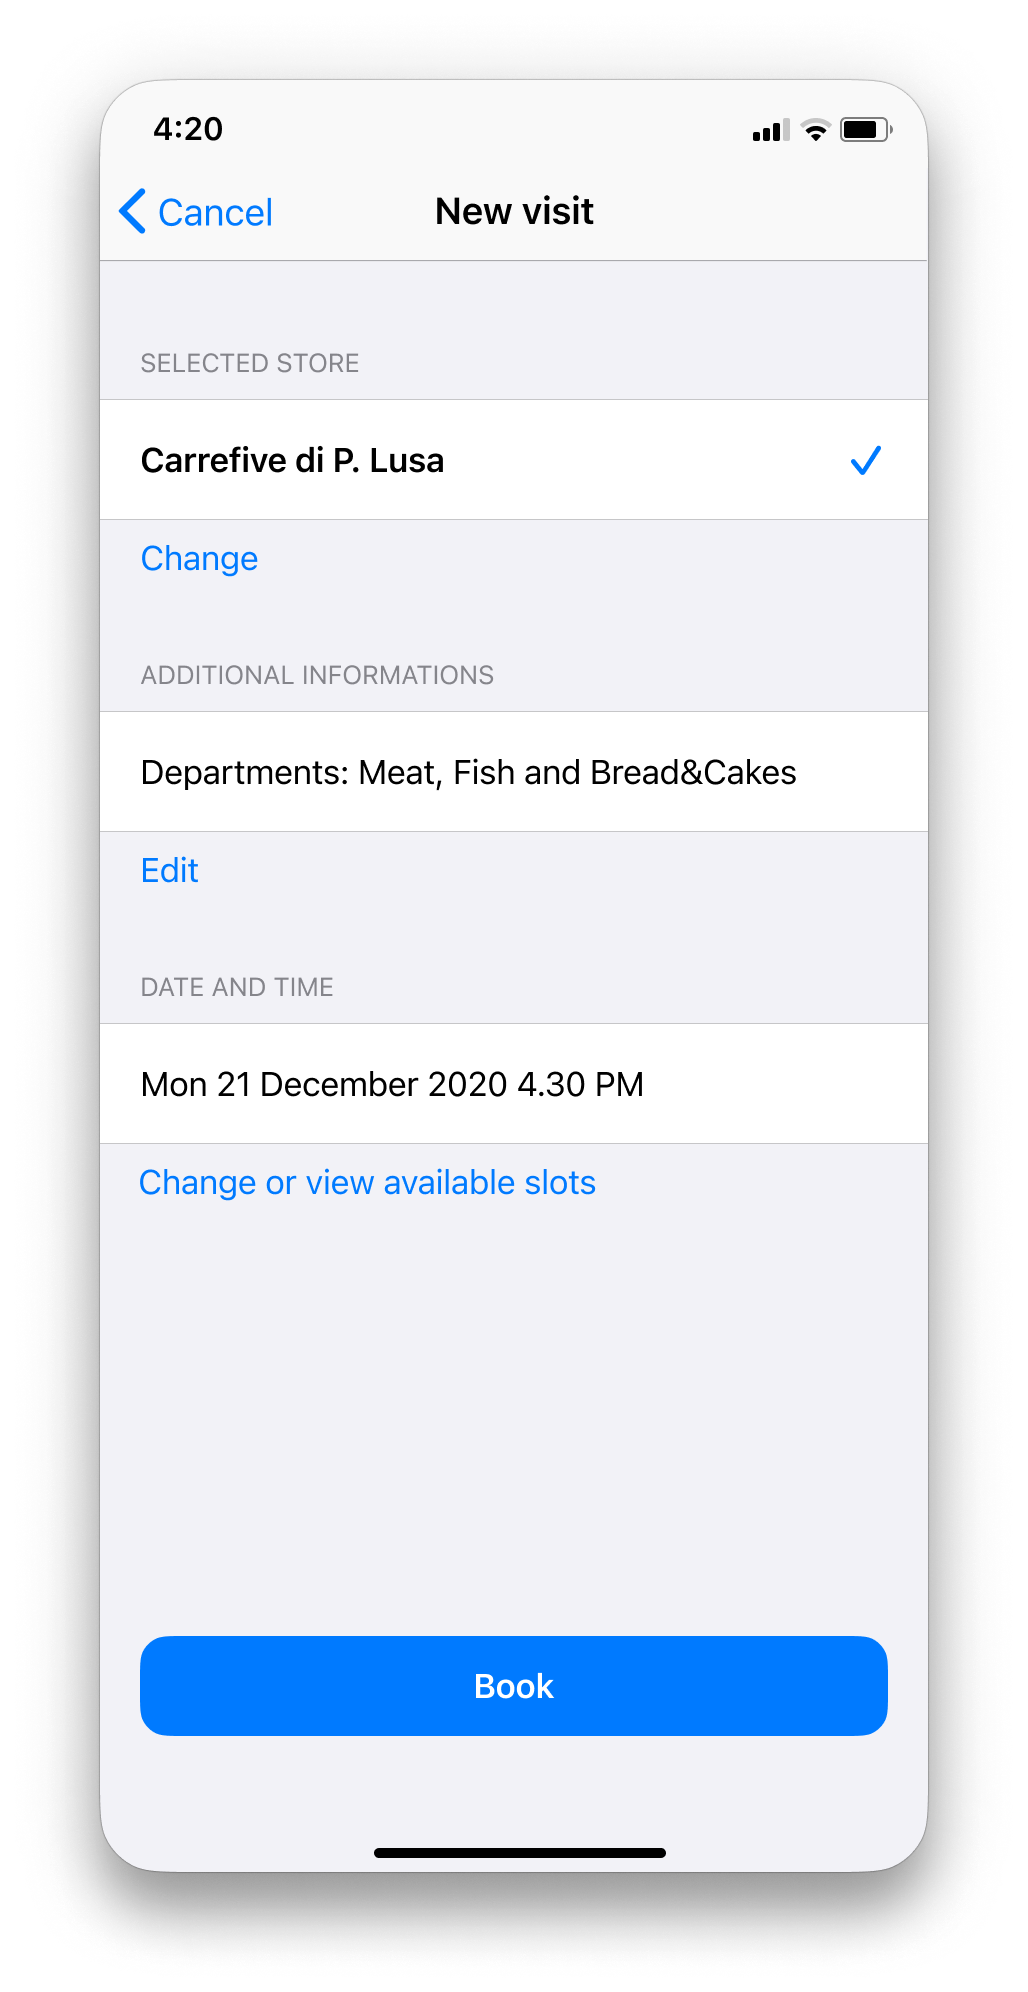 4:20
Cancel
New visit
SELECTED STORE
Carrefive di P. Lusa
Change
ADDITIONAL INFORMATIONS
Departments: Meat, Fish and Bread&Cakes
Edit
DATE AND TIME
Mon 21 December 2020 4.30 PM
Change or view available slots
Book